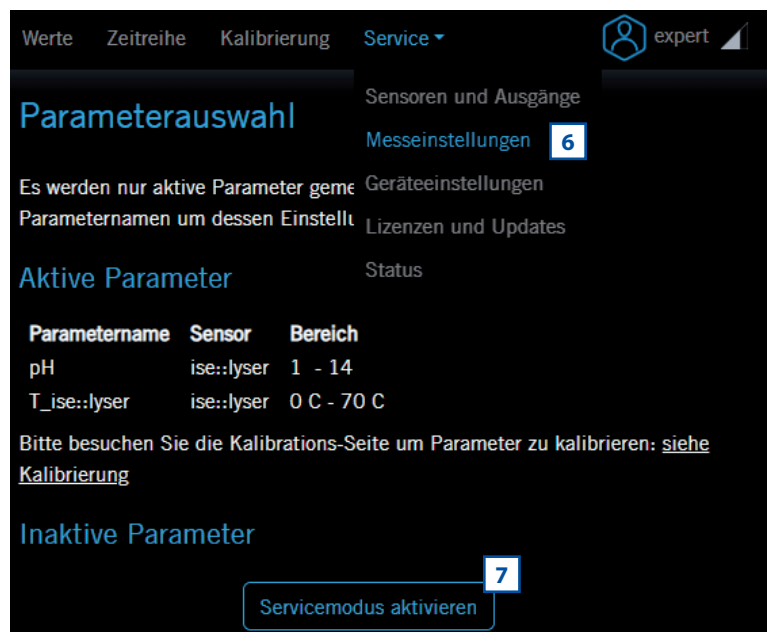 Werte Zeitreihe Kalibrierung Service expert
Sensoren und Ausgänge
Messeinstellungen 6
Geräteeinstellungen
Lizenzen und Updates
Status
Parameterauswahl
Es werden nur aktive Parameter
Parameternamen um dessen
Aktive Parameter
Parametername Sensor Bereich
pH ise::lyser 1 - 14
T_ise::lyser ise::lyser 0 C - 70 C
Bitte besuchen Sie die Kalibrations-Seite um Parameter zu kalibrieren: siehe
Kalibrierung
Inaktive Parameter
7
Servicemodus aktivieren